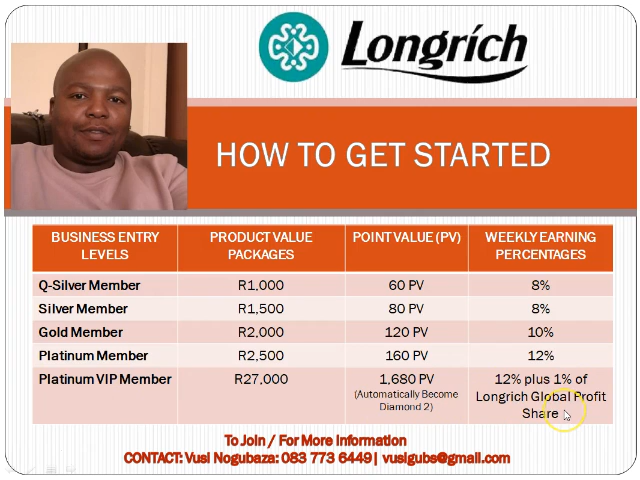 Longrích
HOW TO GET STARTED
BUSINESS ENTRY LEVELS PRODUCT VALUE PACKAGES POINT VALUE (PV) WEEKLY EARNING PERCENTAGES
Q-Silver Member R1,000 60 PV 8%
Silver Member R1,500 80 PV 8%
Gold Member R2,000 120 PV 10%
Platinum Member R2,500 160 PV 12%
Platinum VIP Member R27,000 1,680 PV (Automatically Become Diamond 2) 12% plus 1% of Longrich Global Profit Share
To Join / For More Information
CONTACT: Vusi Nogubaza: 083 773 6449| vusigubs@gmail.com